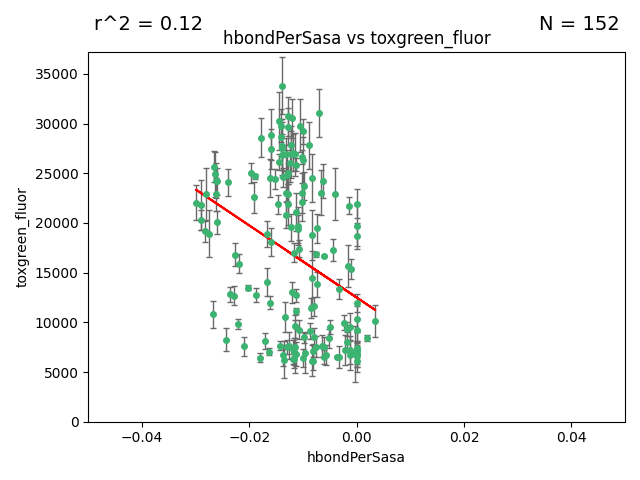 r^2 = 0.12
N = 152
hbondPerSasa vs toxgreen_fluor
35000
30000
25000
20000
15000
10000
5000
0
toxgreen_fluor
−0.04
−0.02
0.00
0.02
0.04
hbondPerSasa